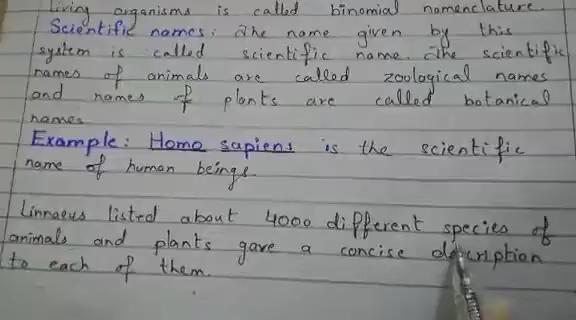 living organisms is called binomial nomenclature.
Scientific names: The name given by this
system is called scientific name. The scientific
names of animals are called zoological names
and names of plants are called botanical
names
Example: Homo sapiens is the scientific
name of human beings
Linnaeus listed about 4000 different species of
animals and plants gave a concise description
to each of them.